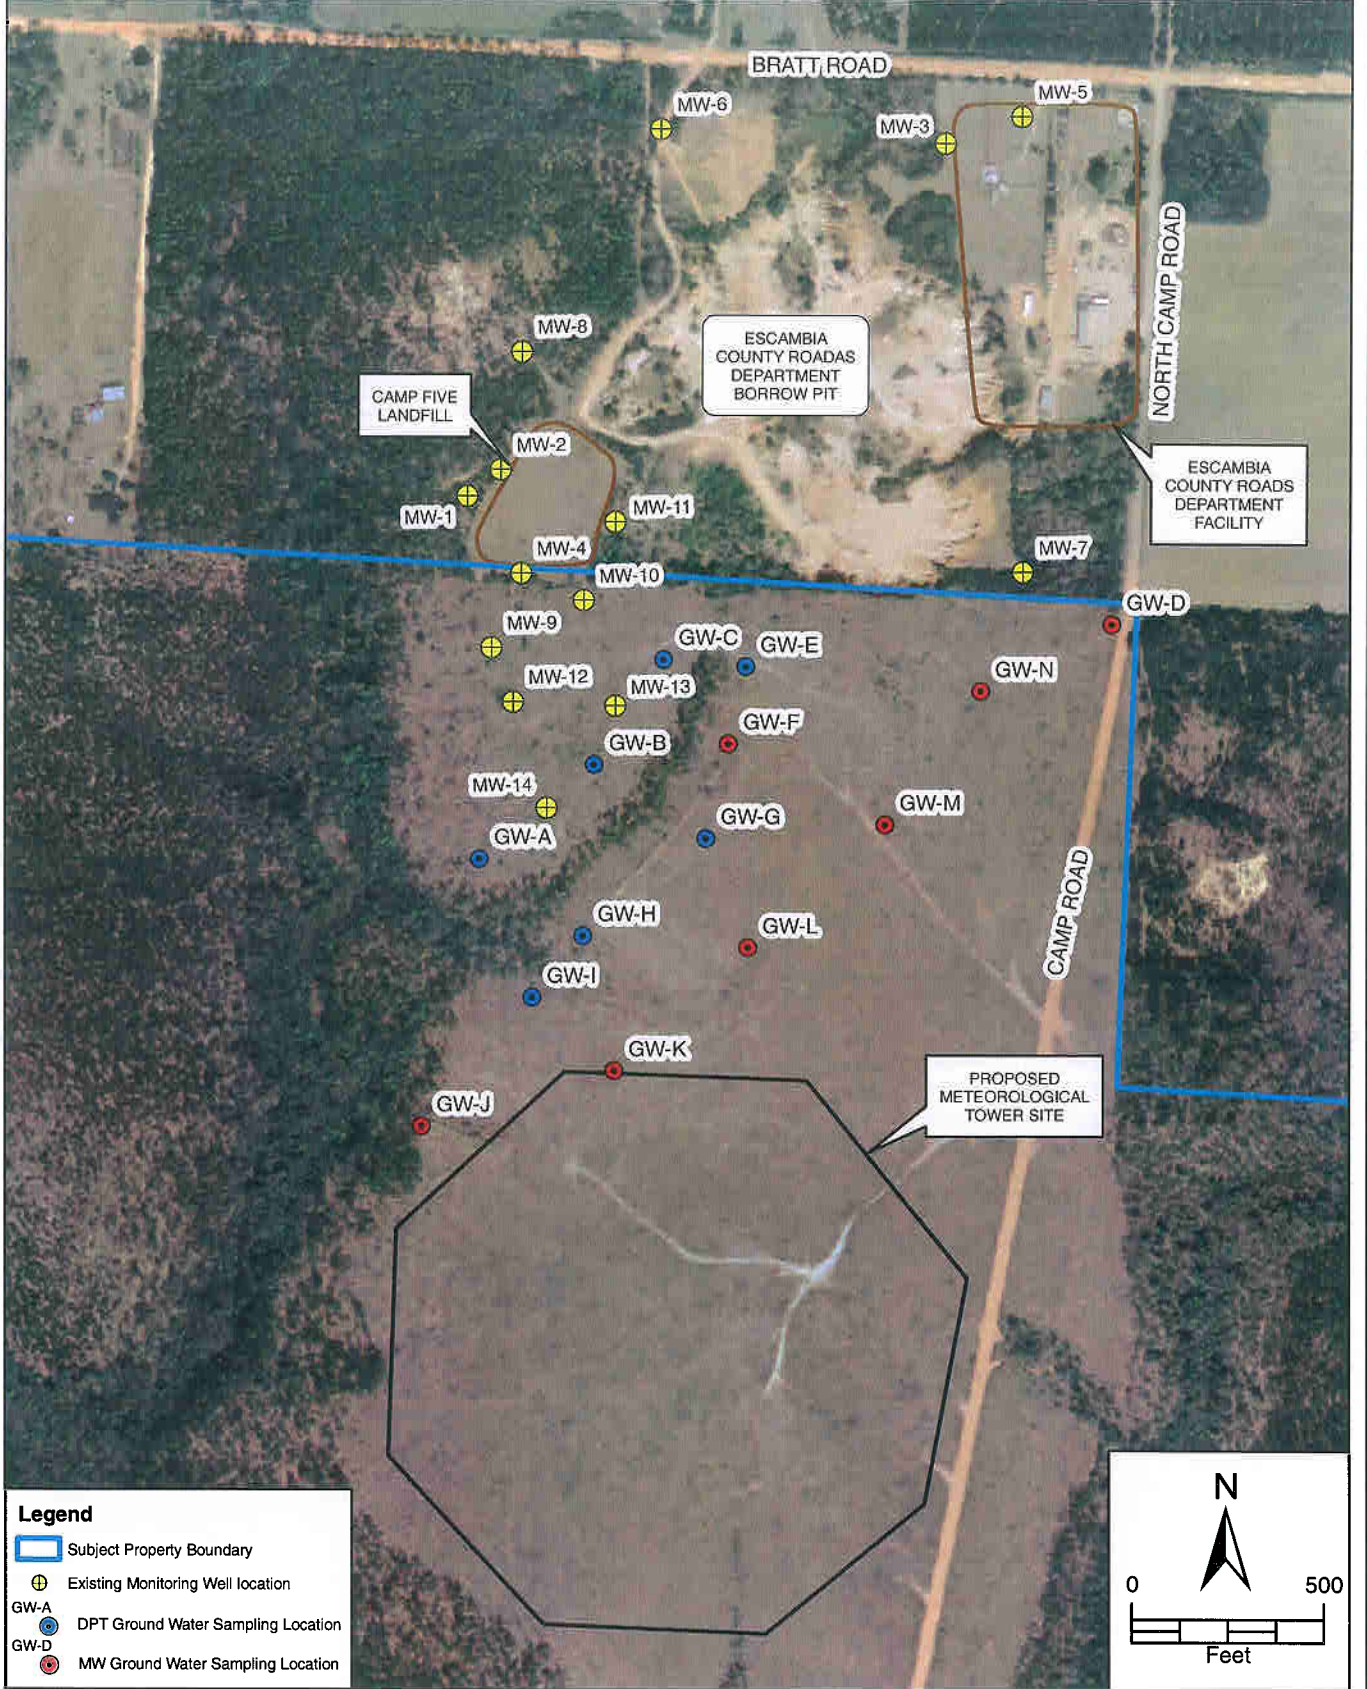 BRATT ROAD
MW-6
MW-5
MW-3
NORTH CAMP ROAD
MW-8
ESCAMBIA
COUNTY ROADAS
DEPARTMENT
BORROW PIT
CAMP FIVE
LANDFILL
MW-2
MW-1
MW-11
ESCAMBIA
COUNTY ROADS
DEPARTMENT
FACILITY
MW-4
MW-10
MW-7
GW-D
MW-9
GW-C
GW-E
MW-12
MW-13
GW-N
GW-F
GW-B
MW-14
GW-M
GW-G
GW-A
CAMP ROAD
GW-H
GW-L
GW-I
GW-K
GW-J
PROPOSED
METEOROLOGICAL
TOWER SITE
Legend
Subject Property Boundary
Existing Monitoring Well location
GW-A
DPT Ground Water Sampling Location
GW-D
MW Ground Water Sampling Location
N
0 500
Feet